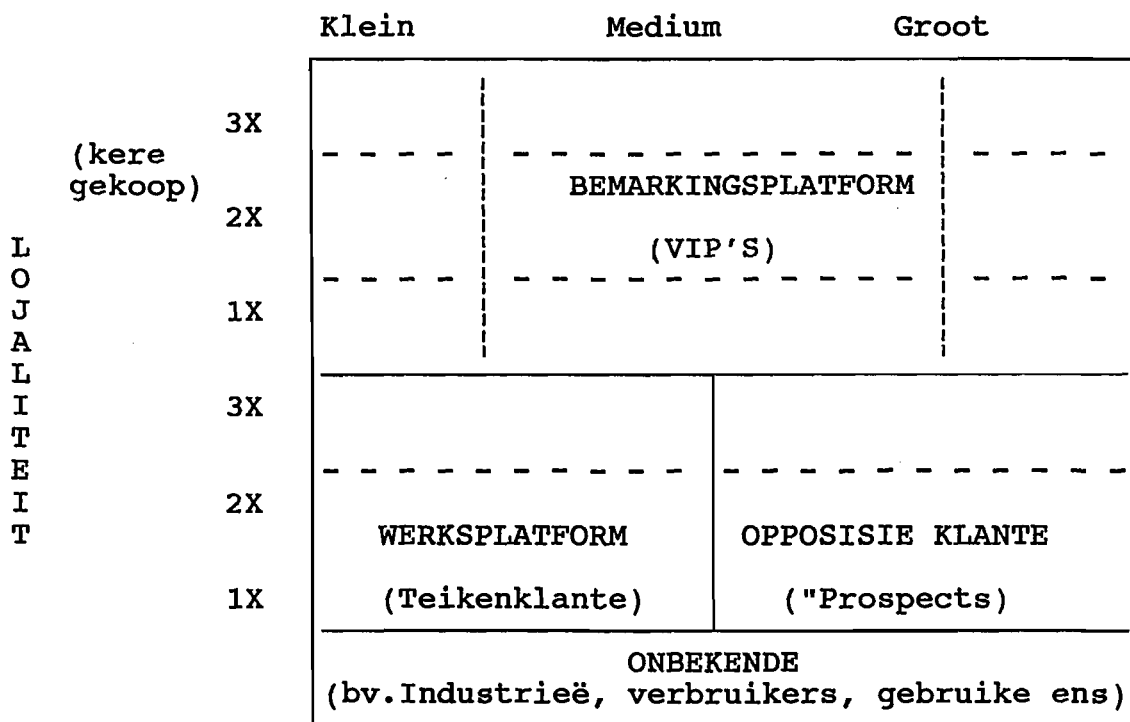 Klein Medium Groot
3X
(kere
gekoop)
BEMARKINGSPLATFORM
2X
(VIP'S)
1X
LOJALITEIT
3X
2X
WERKSPLATFORM OPPOSISIE KLANTE
1X (Teikenklante) ("Prospects)
ONBEKENDE
(bv.Industrieë, verbruikers, gebruike ens)